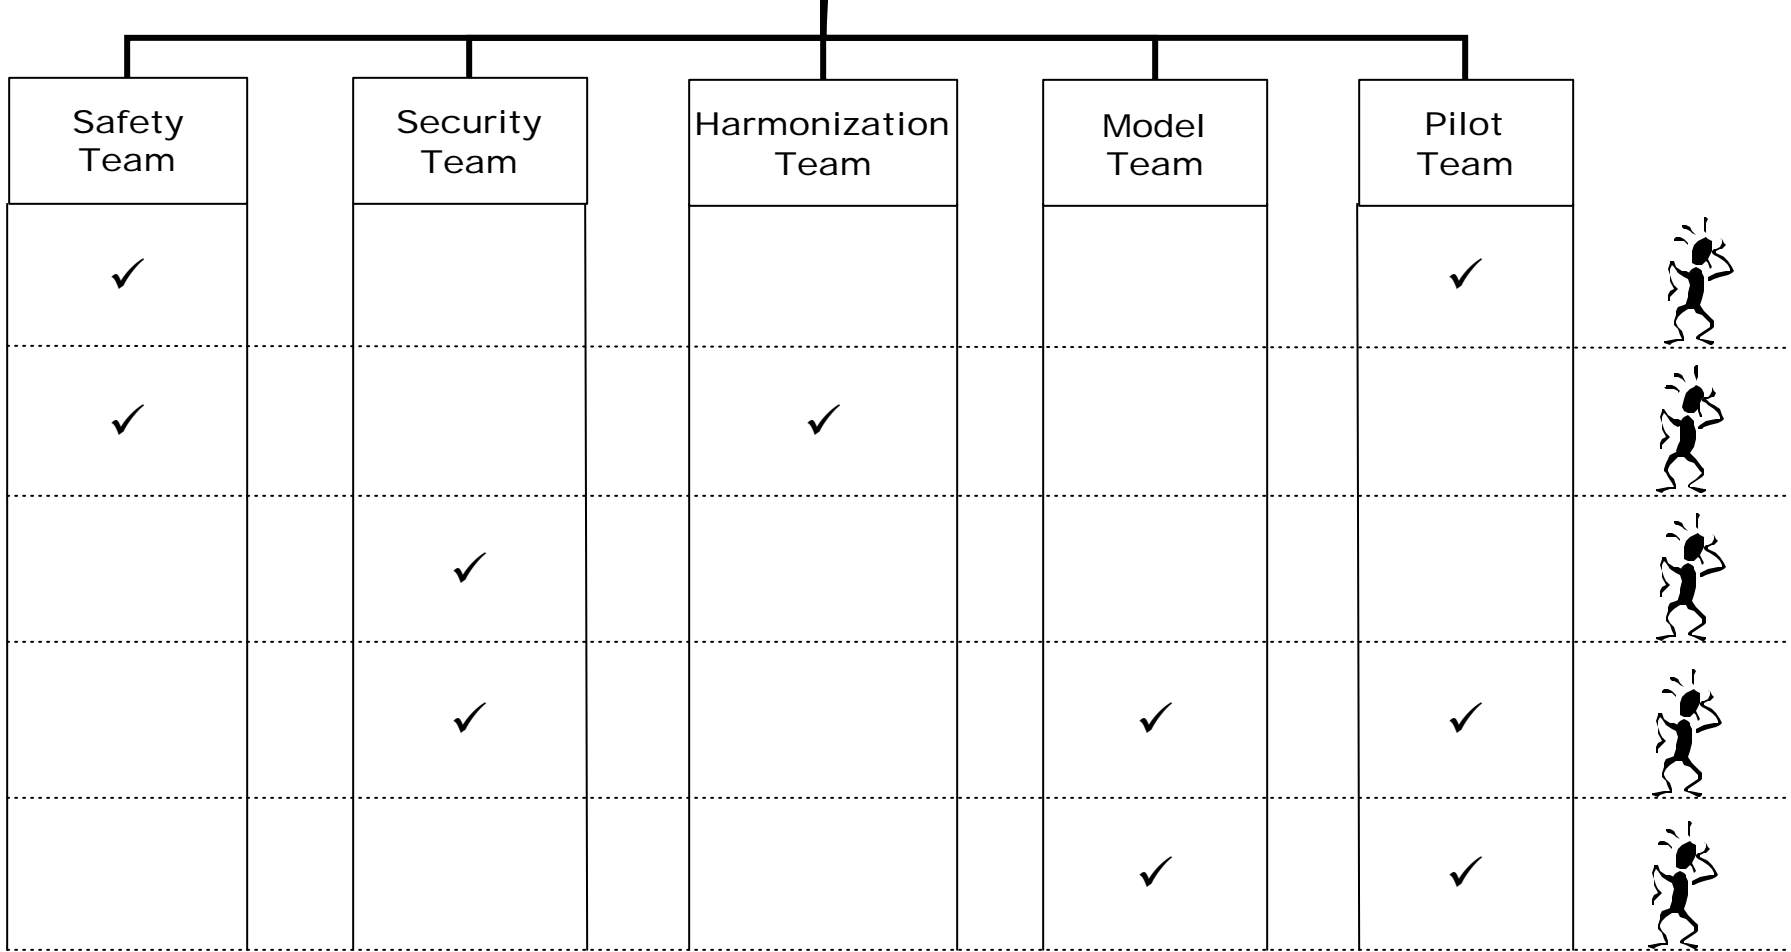 Safety
Team
Security
Team
Harmonization
Team
Model
Team
Pilot
Team
✓ ✓
✓ ✓
✓
✓ ✓ ✓
✓ ✓